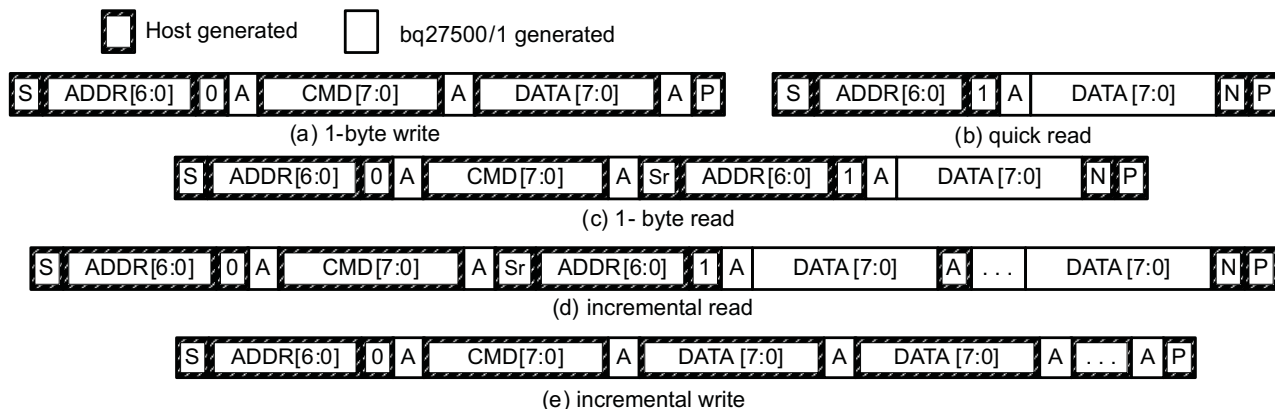 Host generated bq27500/1 generated
S ADDR[6:0] 0 A CMD[7:0] A DATA[7:0] A P S ADDR[6:0] 1 A DATA[7:0] N P
(a) 1-byte write (b) quick read
S ADDR[6:0] 0 A CMD[7:0] A Sr ADDR[6:0] 1 A DATA[7:0] N P
(c) 1- byte read
S ADDR[6:0] 0 A CMD[7:0] A Sr ADDR[6:0] 1 A DATA[7:0] A . . . DATA[7:0] N P
(d) incremental read
S ADDR[6:0] 0 A CMD[7:0] A DATA[7:0] A DATA[7:0] A . . . A P
(e) incremental write